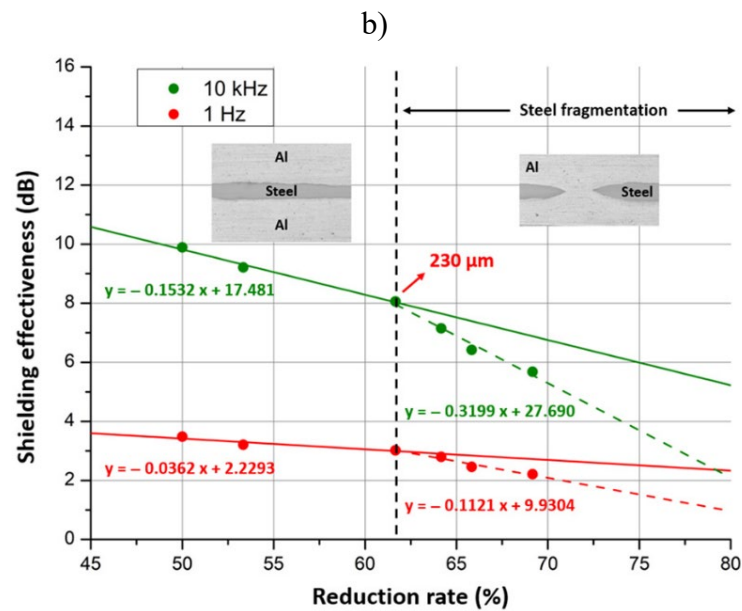 b)
16
14
12
10
8
6
4
2
0
Shielding effectiveness (dB)
10 kHz
1 Hz
Steel fragmentation
Al
Steel
Al
Al
Steel
230 µm
y = – 0.1532 x + 17.481
y = – 0.3199 x + 27.690
y = – 0.0362 x + 2.2293
y = – 0.1121 x + 9.9304
45 50 55 60 65 70 75 80
Reduction rate (%)